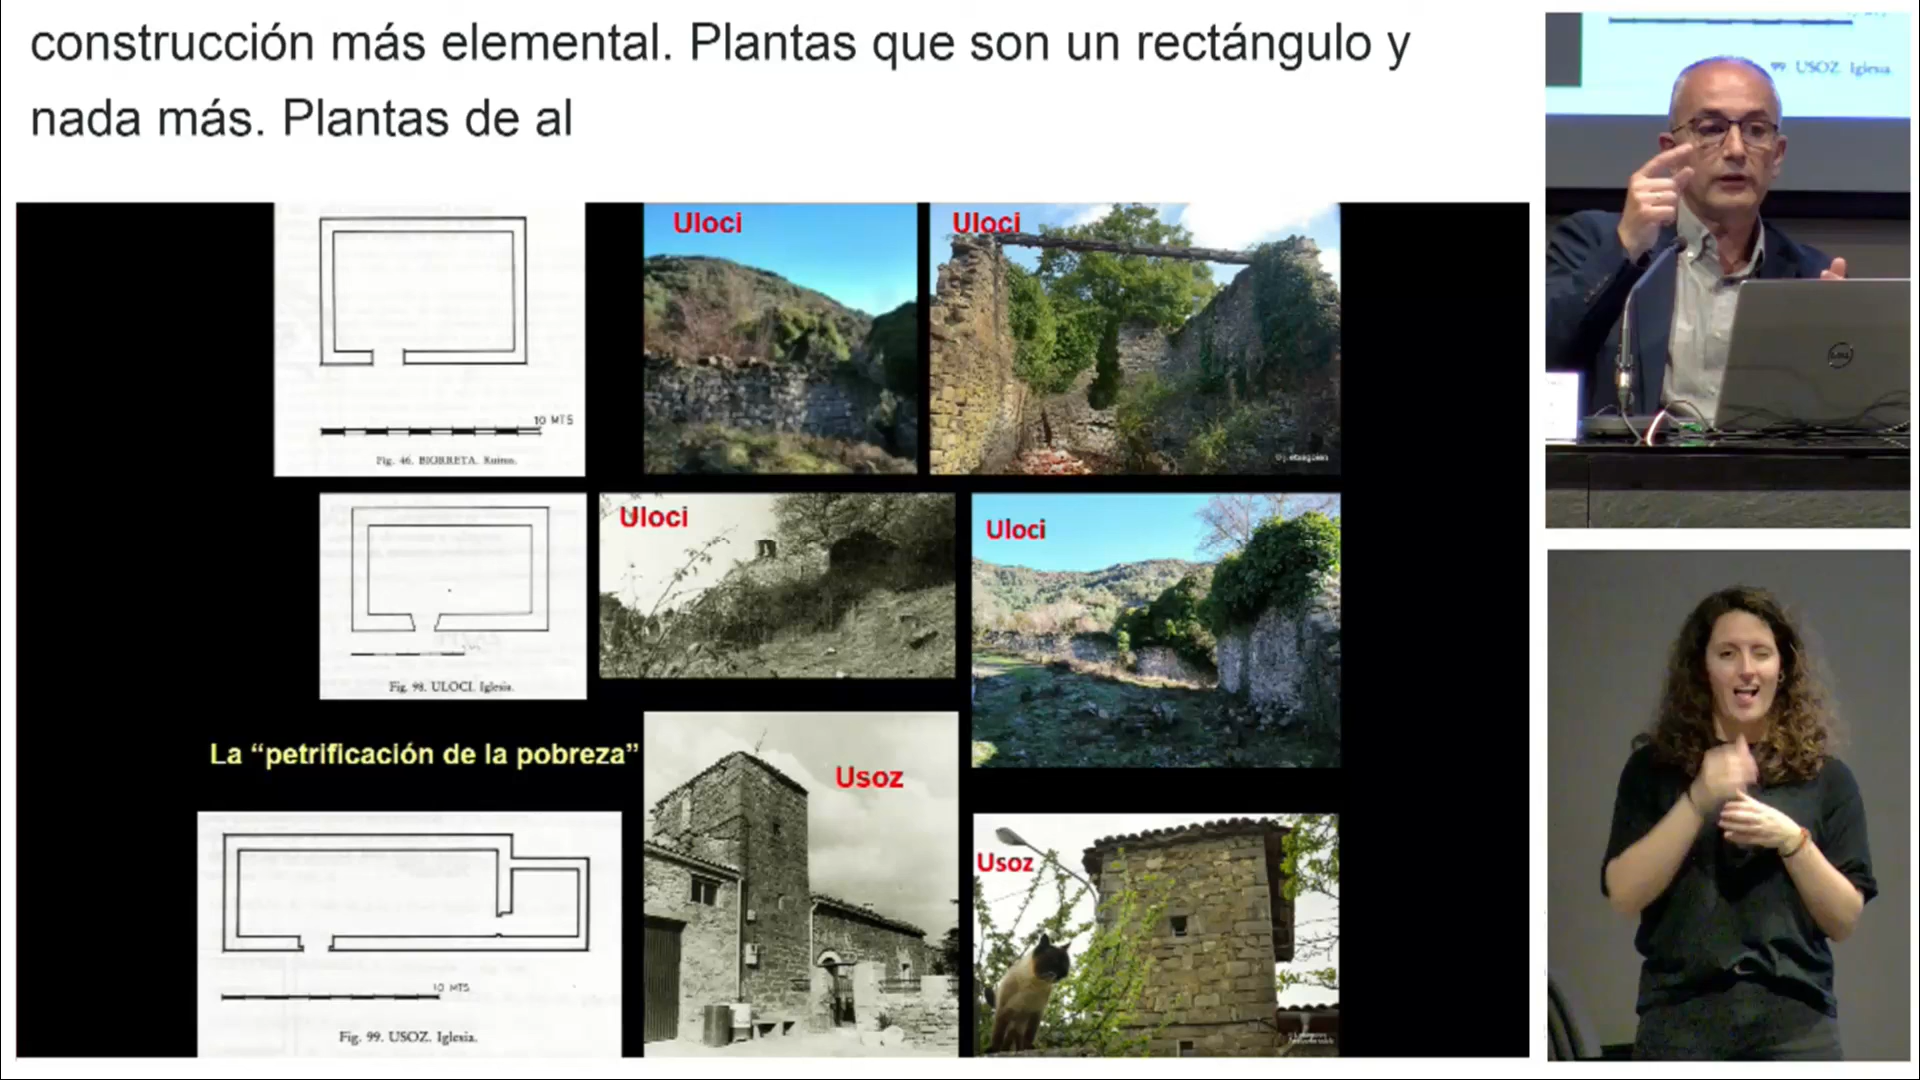 construcción más elemental. Plantas que son un rectángulo y
nada más. Plantas de al
99. USOZ. Iglesia.
Uloci
Uloci
10 MTS
Fig. 46. BIORRETA. Ruinas.
Uloci
Uloci
Fig. 98. ULOCI. Iglesia.
La “petrificación de la pobreza”
Usoz
Usoz
10 MTS
Fig. 99. USOZ. Iglesia.
DELL